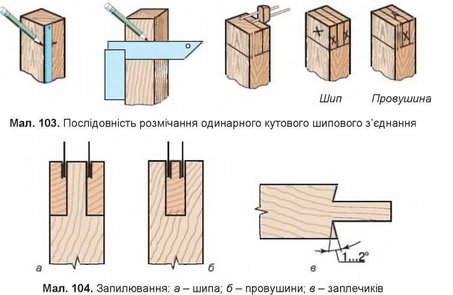 Шип Провушина
Мал. 103. Послідовність розмічання одинарного кутового шипового з’єднання
1...2°
а б в
Мал. 104. Запилювання: а – шипа; б – провушини; в – заплечиків